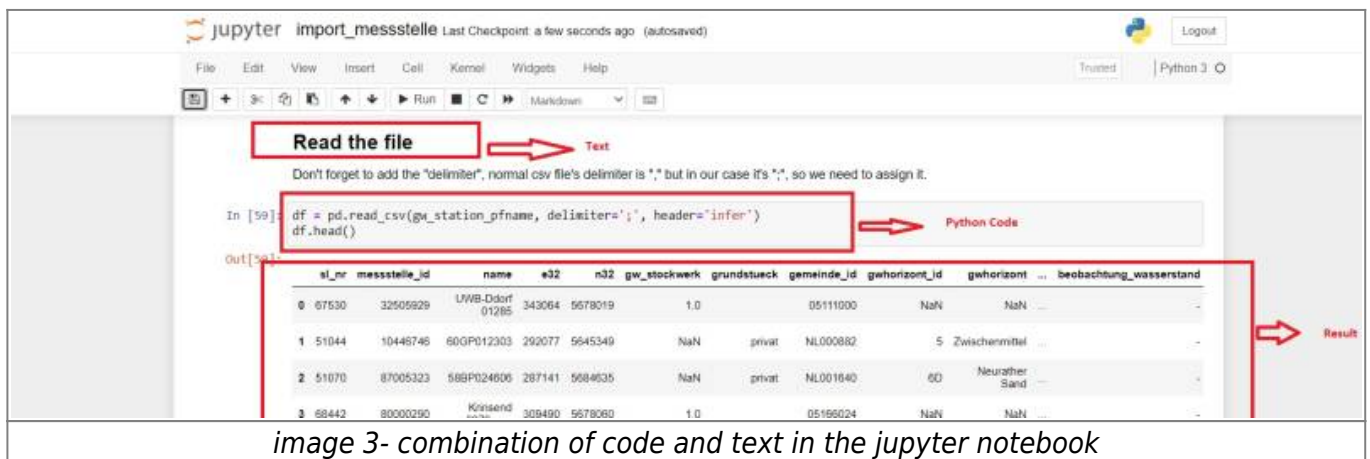 jupyter import_messstelle Last Checkpoint: a few seconds ago (autosaved)
Logout
File Edit View Insert Cell Kernel Widgets Help
Trusted Python 3
Run Markdown
Read the file
Text
Don't forget to add the "delimiter", normal csv file's delimiter is "," but in our case it's ";", so we need to assign it.
In [59]: df = pd.read_csv(gw_station_pfname, delimiter=';', header='infer')
df.head()
Python Code
Out[59]:
sl_nr messstelle_id name e32 n32 gw_stockwerk grundstueck gemeinde_id gwhorizont_id gwhorizont ... beobachtung_wasserstand
0 67530 32505929 UWB-Ddorf 01285 343064 5678019 1.0 05111000 NaN NaN ... -
1 51044 10446746 60GP012303 292077 5645349 NaN privat NL000882 5 Zwischenmittel ... -
2 51070 87005323 58BP024606 287141 5684635 NaN privat NL001640 6D Neurather Sand ... -
3 68442 80000290 Krinsend 309490 5678060 1.0 05166024 NaN NaN ... -
Result
image 3- combination of code and text in the jupyter notebook